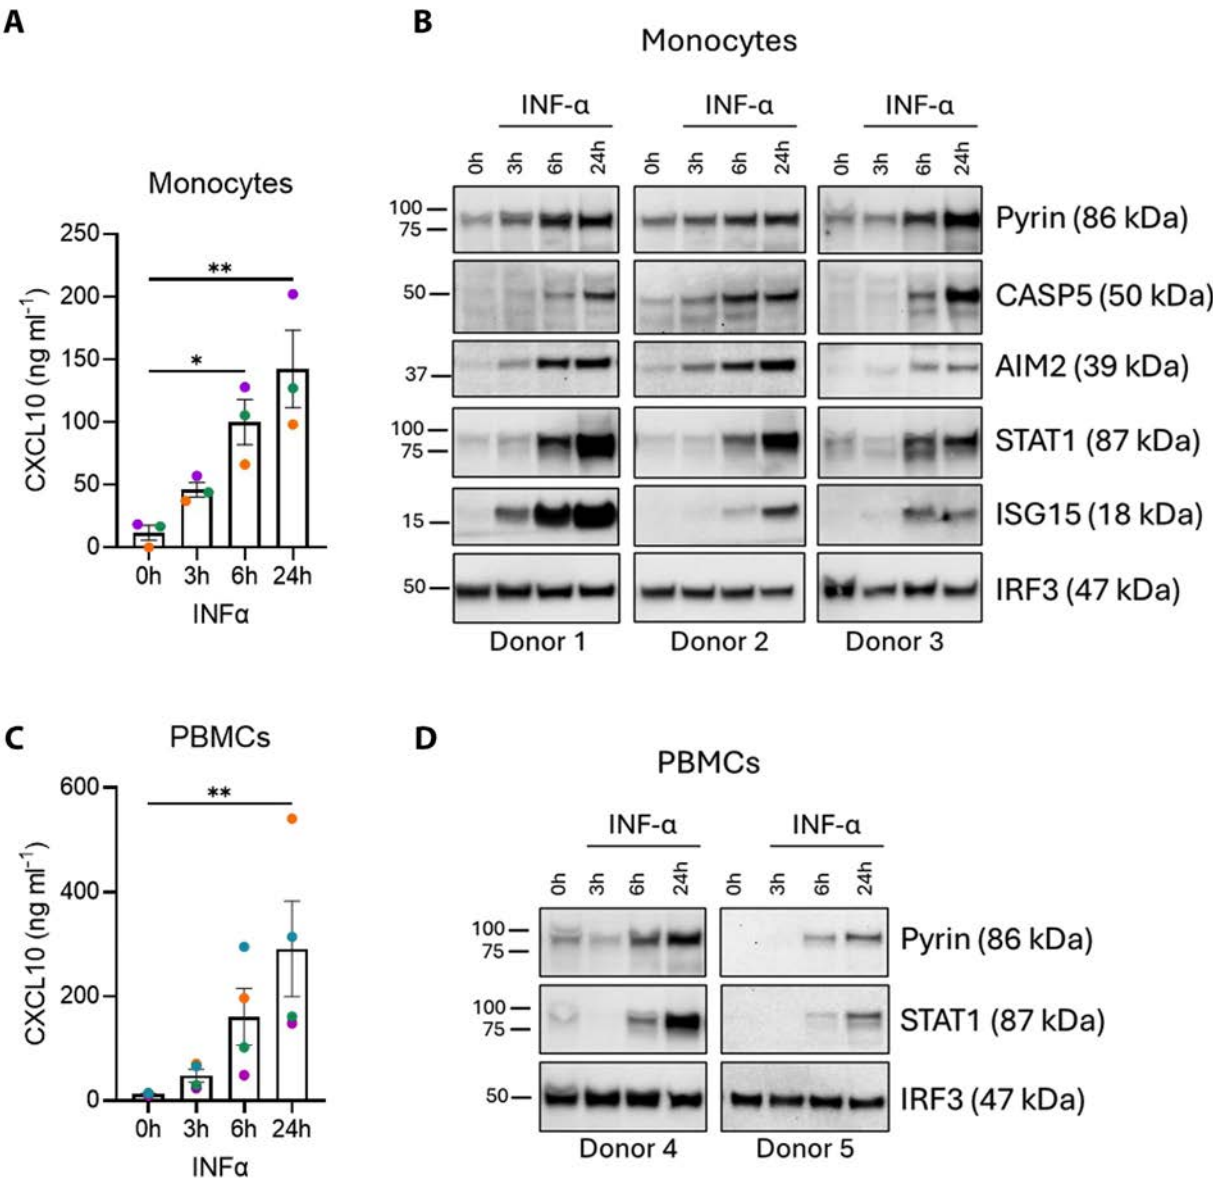 A
Monocytes
CXCL10 (ng ml⁻¹)
250
200
150
100
50
0
**
*
0h 3h 6h 24h
INFα
B
Monocytes
INF-α INF-α INF-α
0h 3h 6h 24h 0h 3h 6h 24h 0h 3h 6h 24h
100
75
Pyrin (86 kDa)
50
CASP5 (50 kDa)
37
AIM2 (39 kDa)
100
75
STAT1 (87 kDa)
15
ISG15 (18 kDa)
50
IRF3 (47 kDa)
Donor 1 Donor 2 Donor 3
C
PBMCs
CXCL10 (ng ml⁻¹)
600
400
200
0
**
0h 3h 6h 24h
INFα
D
PBMCs
INF-α INF-α
0h 3h 6h 24h 0h 3h 6h 24h
100
75
Pyrin (86 kDa)
100
75
STAT1 (87 kDa)
50
IRF3 (47 kDa)
Donor 4 Donor 5